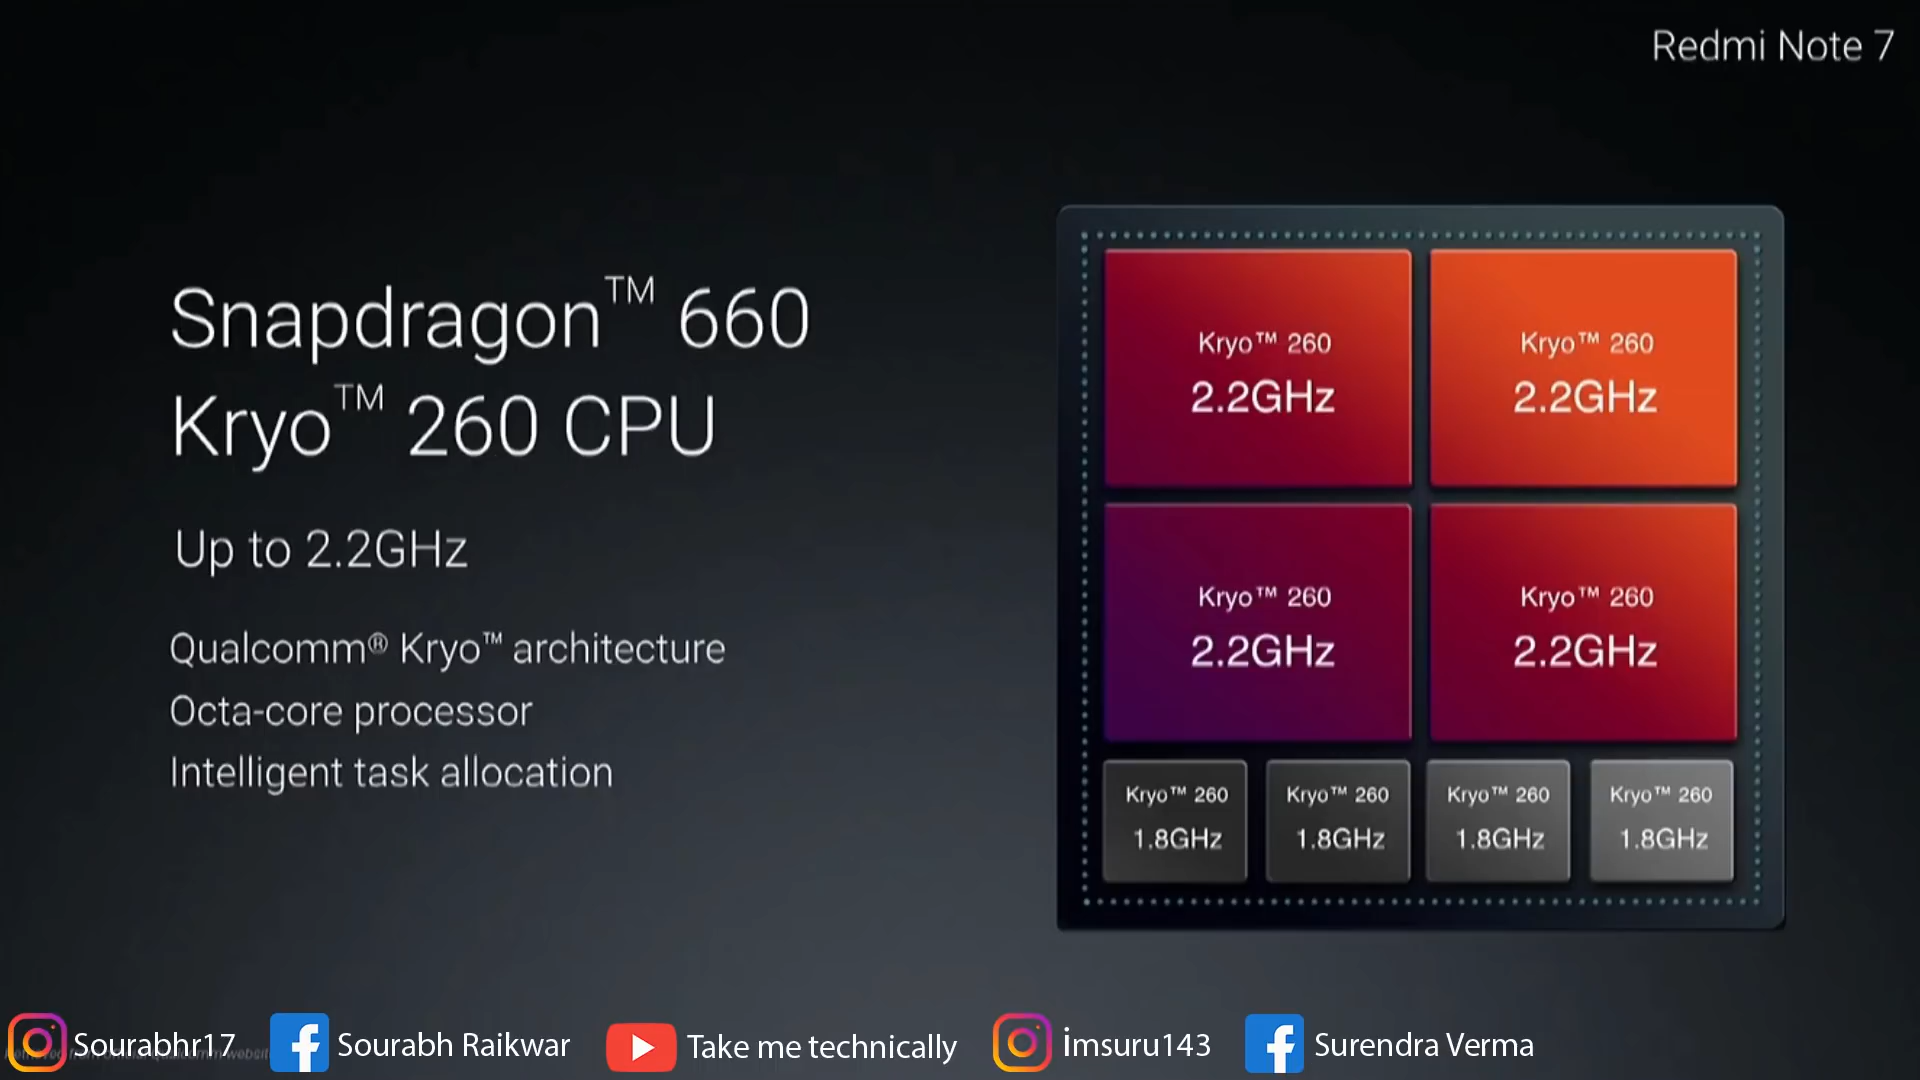 Redmi Note 7
Snapdragon™ 660
Kryo™ 260 CPU
Up to 2.2GHz
Qualcomm® Kryo™ architecture
Octa-core processor
Intelligent task allocation
Kryo™ 260
2.2GHz
Kryo™ 260
2.2GHz
Kryo™ 260
2.2GHz
Kryo™ 260
2.2GHz
Kryo™ 260
1.8GHz
Kryo™ 260
1.8GHz
Kryo™ 260
1.8GHz
Kryo™ 260
1.8GHz
Sourabhr17
Sourabh Raikwar
Take me technically
İmsuru143
Surendra Verma